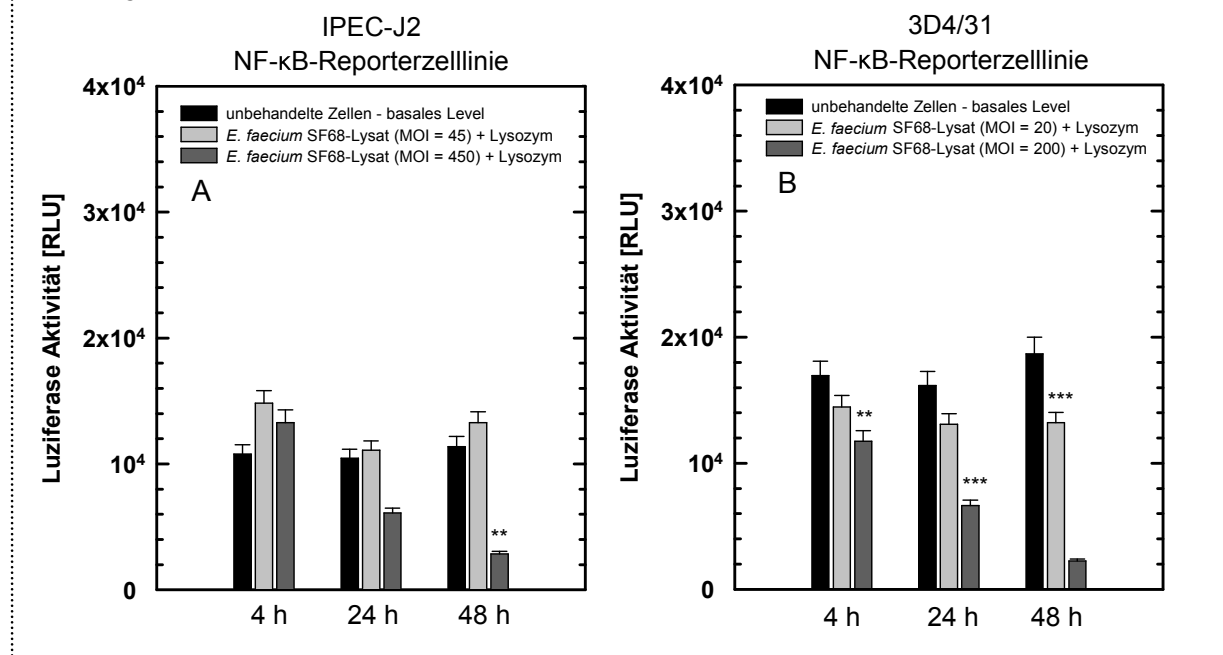 IPEC-J2
NF-κB-Reporterzelllinie
4x10⁴
3x10⁴
2x10⁴
10⁴
0
Luziferase Aktivität [RLU]
unbehandelte Zellen - basales Level
E. faecium SF68-Lysat (MOI = 45) + Lysozym
E. faecium SF68-Lysat (MOI = 450) + Lysozym
A
**
4 h 24 h 48 h
3D4/31
NF-κB-Reporterzelllinie
4x10⁴
3x10⁴
2x10⁴
10⁴
0
Luziferase Aktivität [RLU]
unbehandelte Zellen - basales Level
E. faecium SF68-Lysat (MOI = 20) + Lysozym
E. faecium SF68-Lysat (MOI = 200) + Lysozym
B
***
**
***
4 h 24 h 48 h